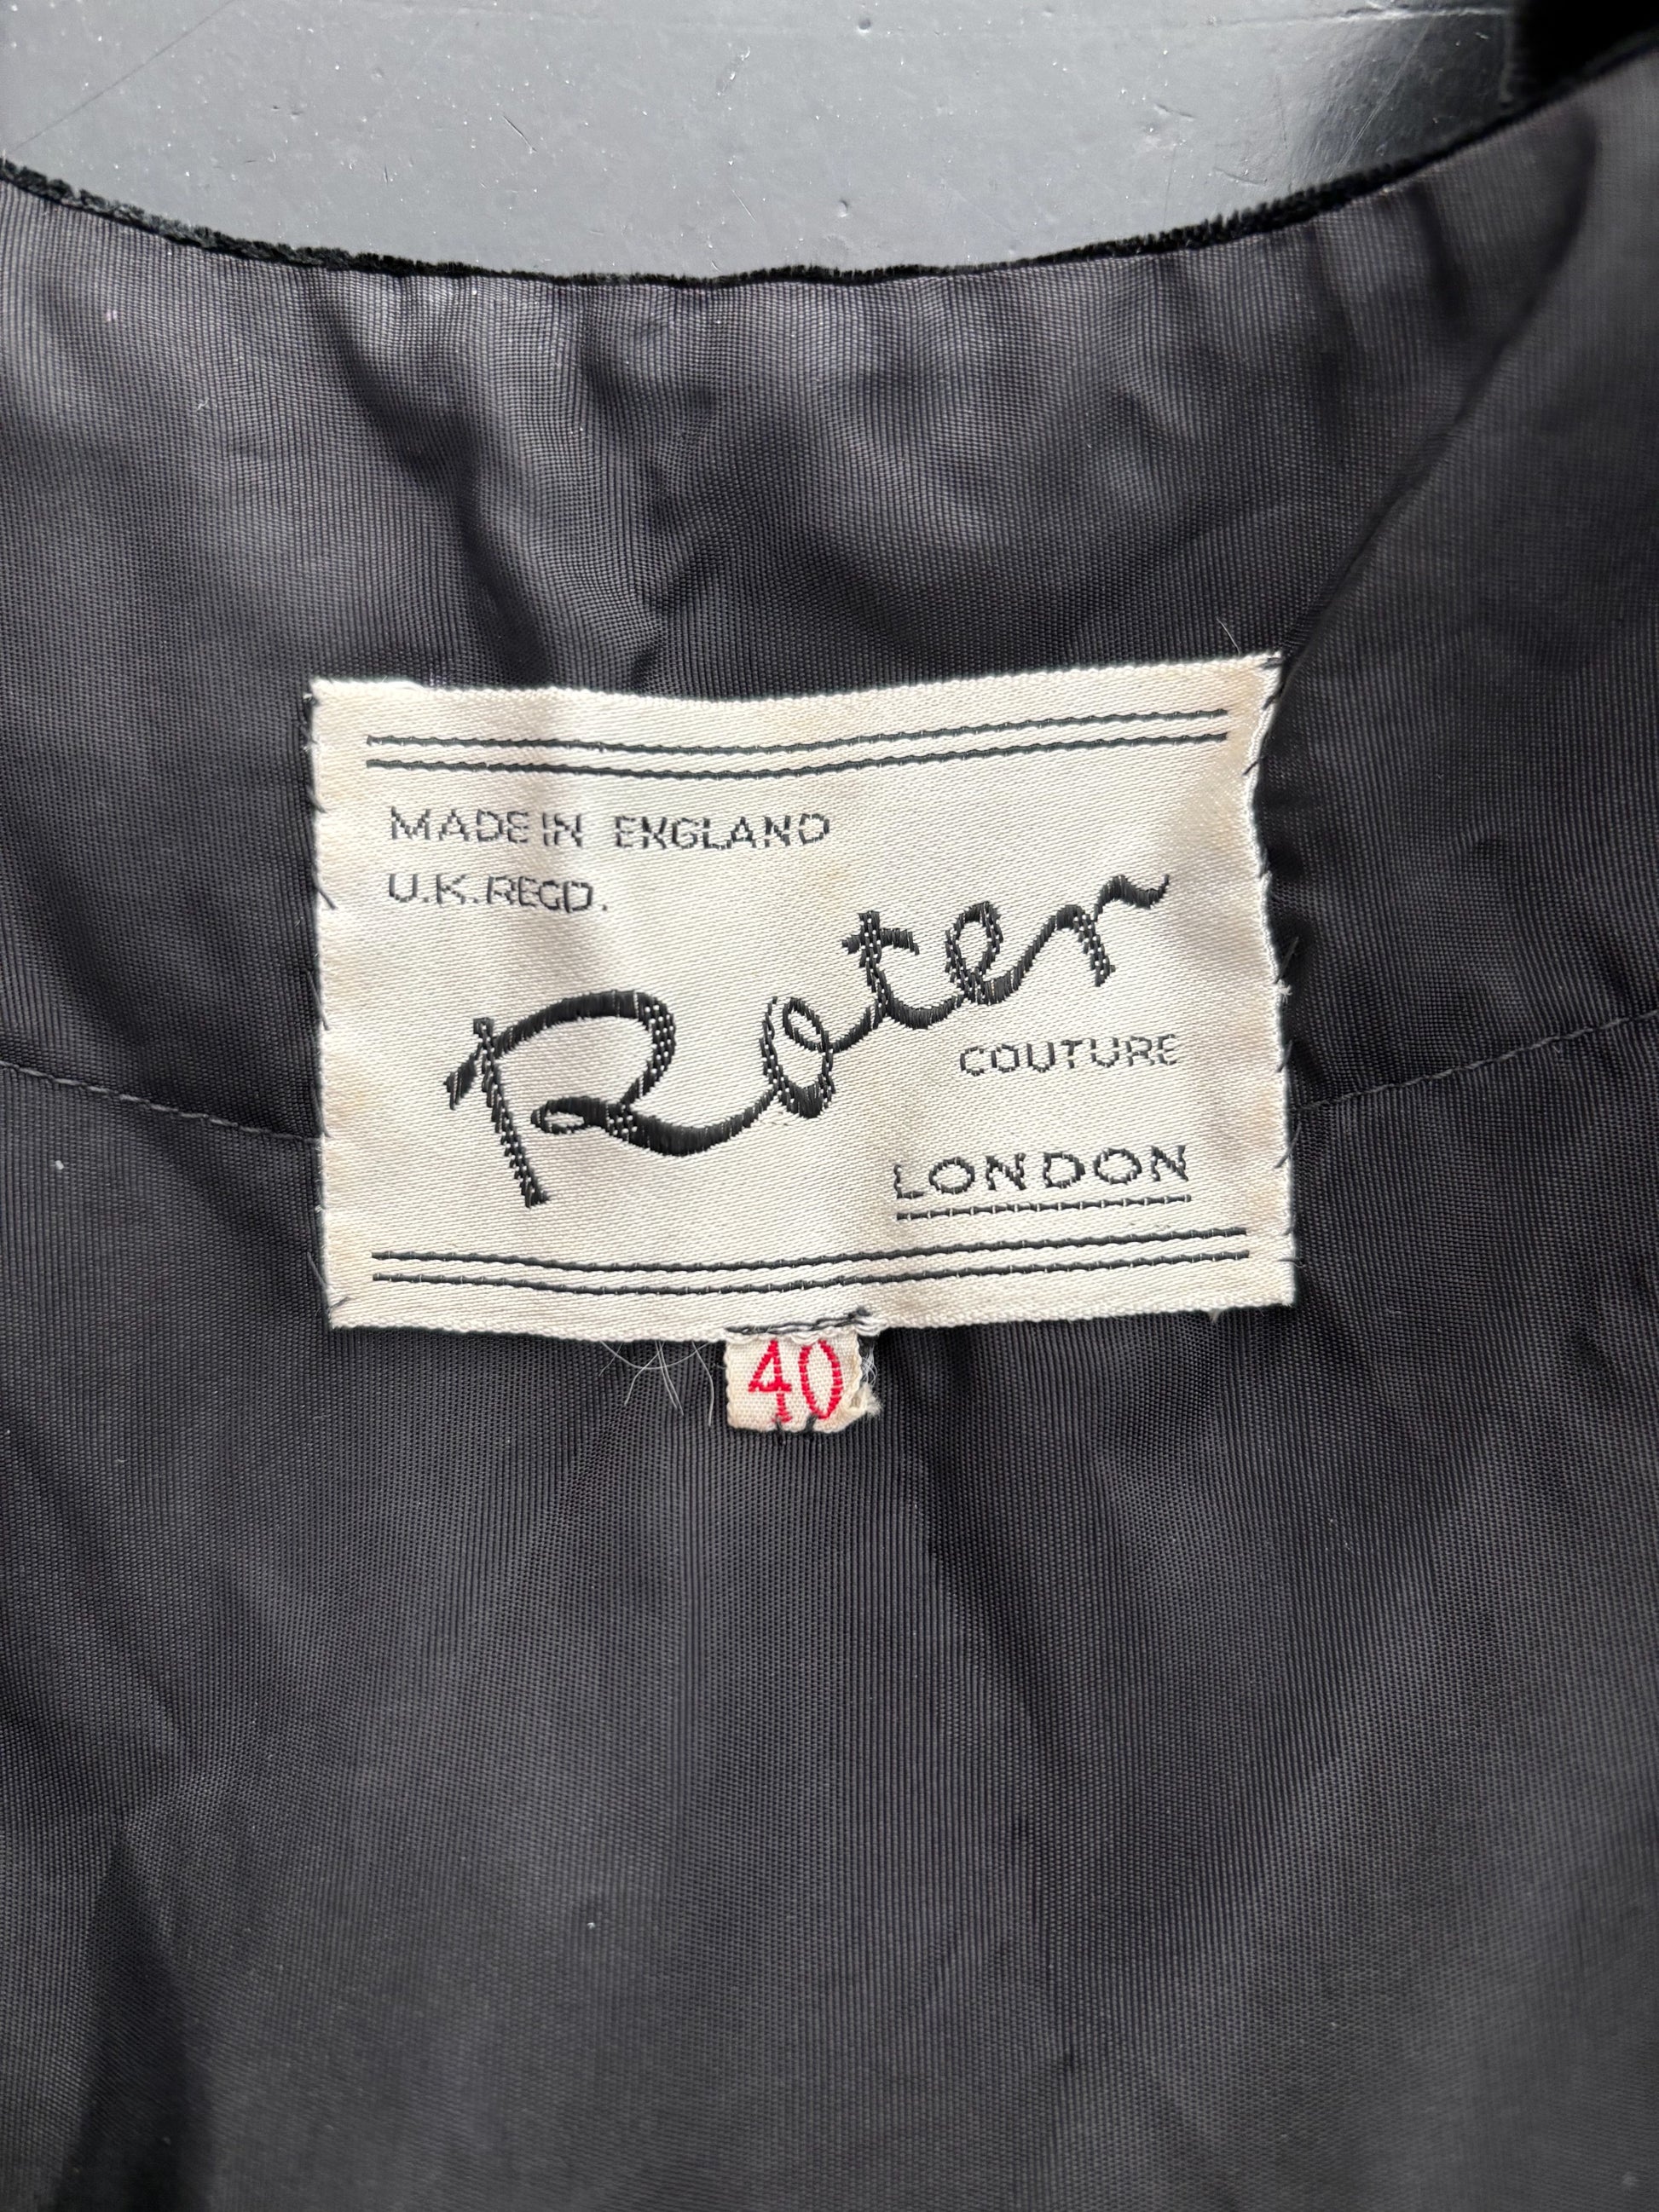 MADE IN ENGLAND
U.K. REGD.
Roter
COUTURE
LONDON
40